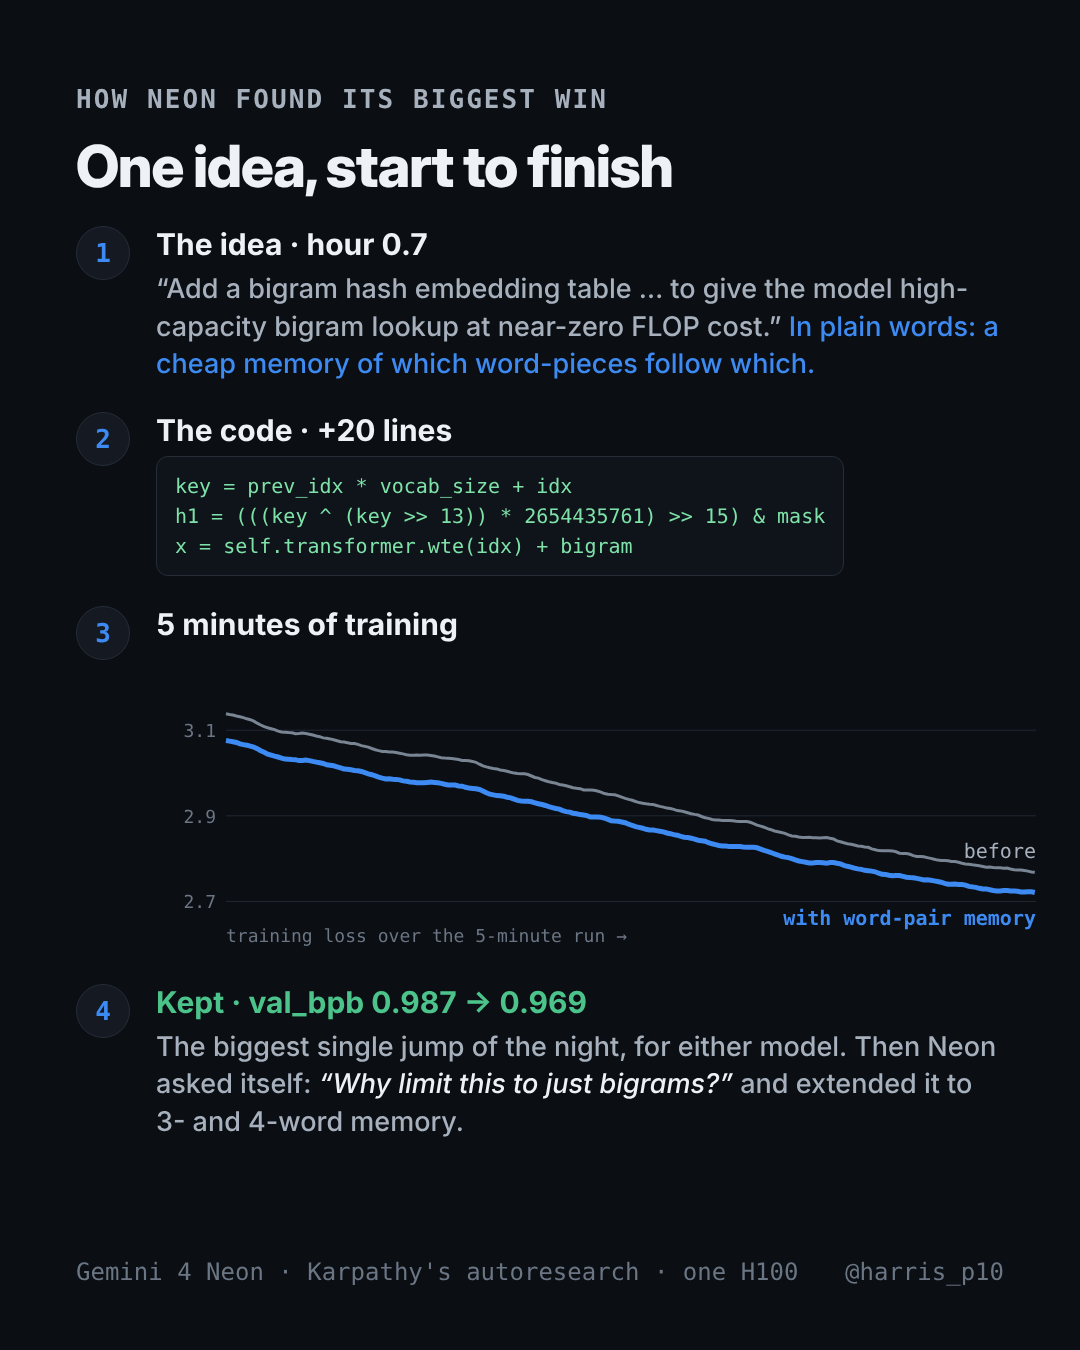 HOW NEON FOUND ITS BIGGEST WIN
One idea, start to finish
1
The idea · hour 0.7
“Add a bigram hash embedding table ... to give the model high-
capacity bigram lookup at near-zero FLOP cost.” In plain words: a
cheap memory of which word-pieces follow which.
2
The code · +20 lines
key = prev_idx * vocab_size + idx
h1 = (((key ^ (key >> 13)) * 2654435761) >> 15) & mask
x = self.transformer.wte(idx) + bigram
3
5 minutes of training
3.1
2.9
before
2.7
with word-pair memory
training loss over the 5-minute run →
4
Kept · val_bpb 0.987 → 0.969
The biggest single jump of the night, for either model. Then Neon
asked itself: “Why limit this to just bigrams?” and extended it to
3- and 4-word memory.
Gemini 4 Neon · Karpathy's autoresearch · one H100 @harris_p10